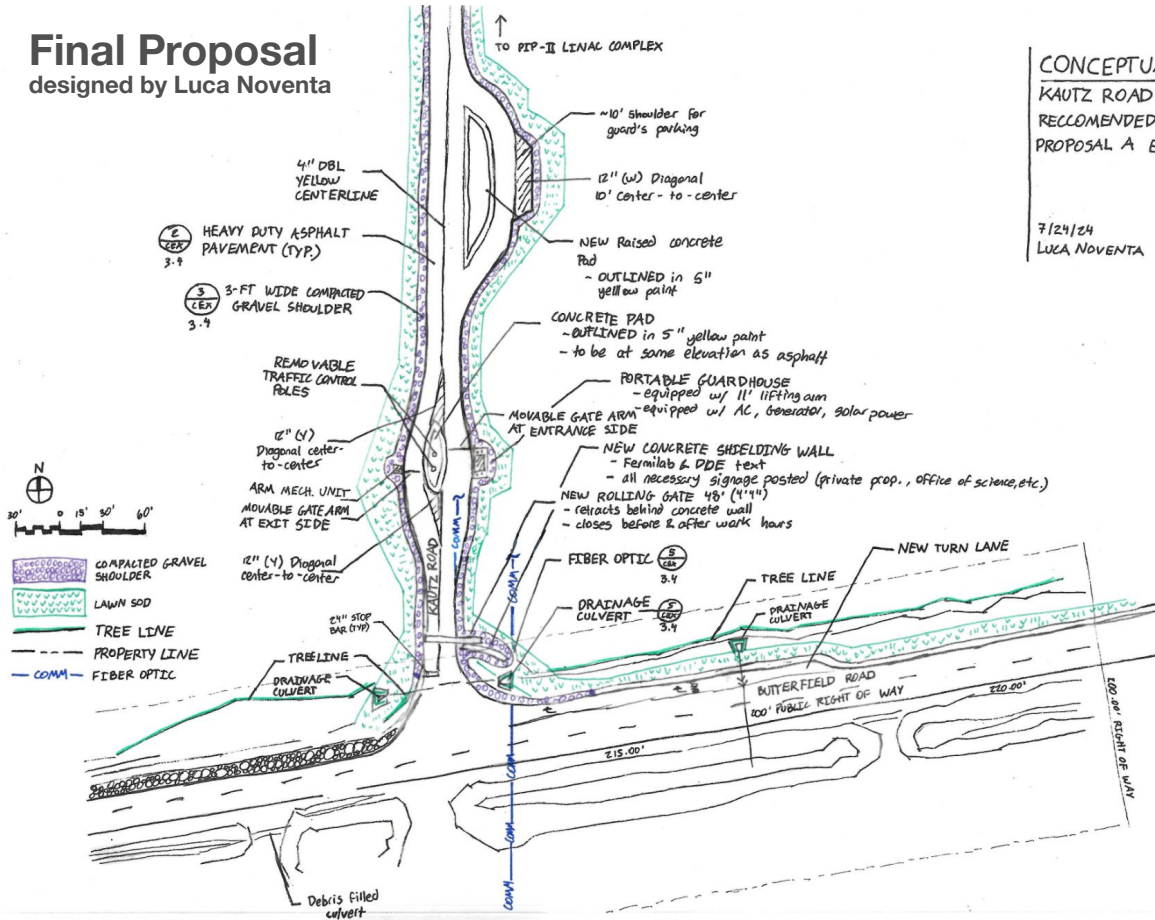 Final Proposal
designed by Luca Noventa
TO PIP-II LINAC COMPLEX
CONCEPTUA
KAUTZ ROAD
RECCOMENDED
PROPOSAL A E
7/24/24
LUCA NOVENTA
~10' shoulder for
guard's parking
12" (W) Diagonal
10' center-to-center
NEW Raised concrete
Pad
- OUTLINED in 5"
yelllow paint
4" DBL
YELLOW
CENTERLINE
2
CEX
3.4
HEAVY DUTY ASPHALT
PAVEMENT (TYP.)
3
CEX
3.4
3-FT WIDE COMPACTED
GRAVEL SHOULDER
CONCRETE PAD
- OUTLINED in 5" yellow paint
- to be at same elevation as asphalt
REMOVABLE
TRAFFIC CONTROL
POLES
PORTABLE GUARDHOUSE
- equipped w/ 11' lifting arm
- equipped w/ AC, Generator, solar power
MOVABLE GATE ARM
AT ENTRANCE SIDE
12" (Y)
Diagonal center-
to-center
NEW CONCRETE SHIELDING WALL
- Fermilab & DOE text
- all necessary signage posted (private prop., office of science, etc.)
ARM MECH. UNIT
MOVABLE GATE ARM
AT EXIT SIDE
NEW ROLLING GATE 48' (4'4")
- retracts behind concrete wall
- closes before & after work hours
12" (Y) Diagonal
center-to-center
COMM
KAUTZ ROAD
COMM
FIBER OPTIC
5
CEX
3.4
NEW TURN LANE
TREE LINE
DRAINAGE
CULVERT
5
CEX
3.4
DRAINAGE
CULVERT
24" STOP
BAR (TYP)
TREELINE
DRAINAGE
CULVERT
N
30' 0 15' 30' 60'
COMPACTED GRAVEL
SHOULDER
LAWN SOD
TREE LINE
PROPERTY LINE
COMM
FIBER OPTIC
BUTTERFIELD ROAD
200' PUBLIC RIGHT OF WAY
220.00'
215.00'
200.00' RIGHT OF WAY
COMM
COMM
COMM
Debris filled
culvert